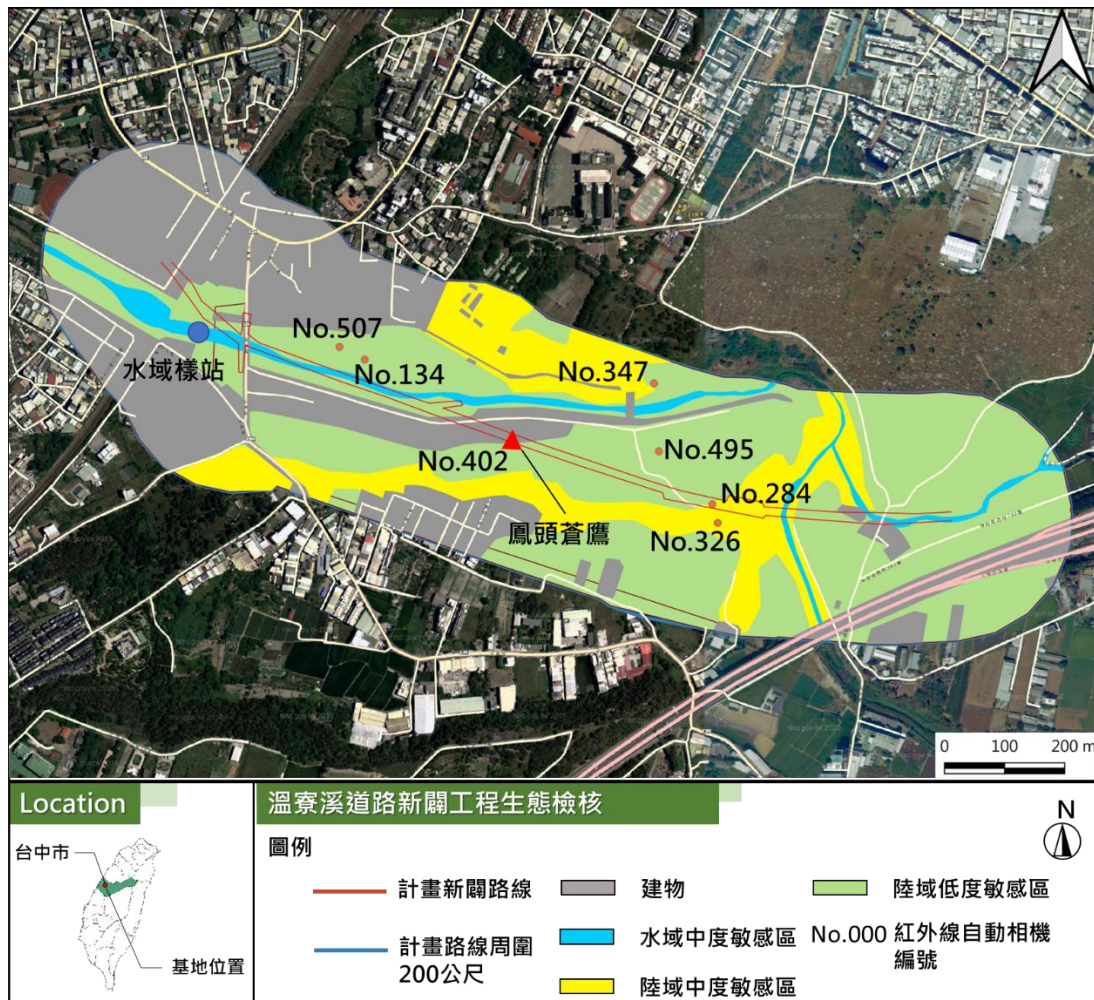 No.507
水域樣站
No.134
No.347
No.402
No.495
No.284
鳳頭蒼鷹
No.326
0 100 200 m
Location
台中市
基地位置
溫寮溪道路新闢工程生態檢核
N
圖例
計畫新闢路線
建物
陸域低度敏感區
計畫路線周圍
200公尺
水域中度敏感區
No.000 紅外線自動相機
編號
陸域中度敏感區